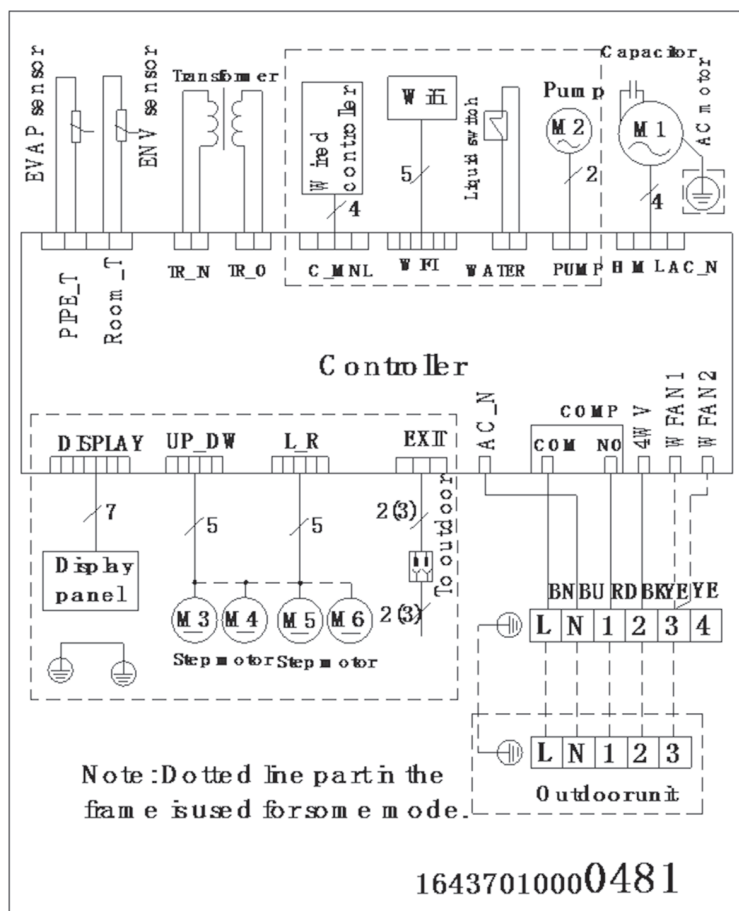 Capacitor
Transformer
EVAP sensor
ENV sensor
Wired controller
Wifi
Liquid switch
Pump
M2
M1
AC motor
4
5
2
4
PIPE_T
Room_T
TR_N
TR_O
C_MNL
WIFI
WATER
PUMP
H M L AC_N
Controller
DISPLAY
UP_DW
L_R
EXIT
AC_N
COMP
COM NO
4WV
WFAN1
WFAN2
7
5
5
2(3)
To outdoor
Display
panel
M3
M4
M5
M6
2(3)
Step motor
Step motor
BN BU RD BK YE YE
L N 1 2 3 4
L N 1 2 3
Outdoor unit
Note: Dotted line part in the
frame is used for some mode.
16437010000481